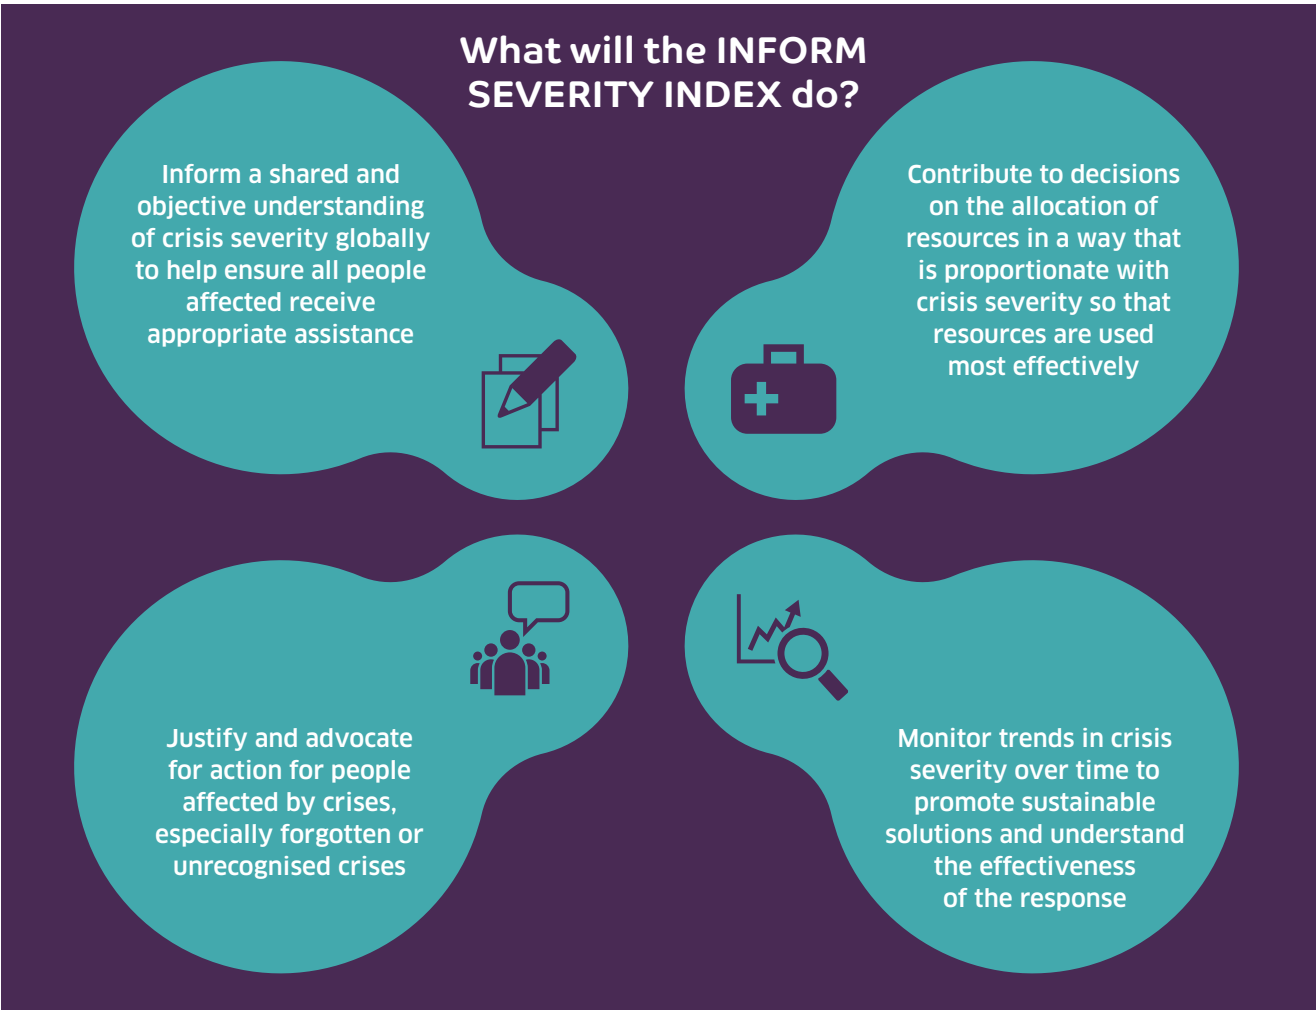 What will the INFORM
SEVERITY INDEX do?
Inform a shared and
objective understanding
of crisis severity globally
to help ensure all people
affected receive
appropriate assistance
Contribute to decisions
on the allocation of
resources in a way that
is proportionate with
crisis severity so that
resources are used
most effectively
Justify and advocate
for action for people
affected by crises,
especially forgotten or
unrecognised crises
Monitor trends in crisis
severity over time to
promote sustainable
solutions and understand
the effectiveness
of the response